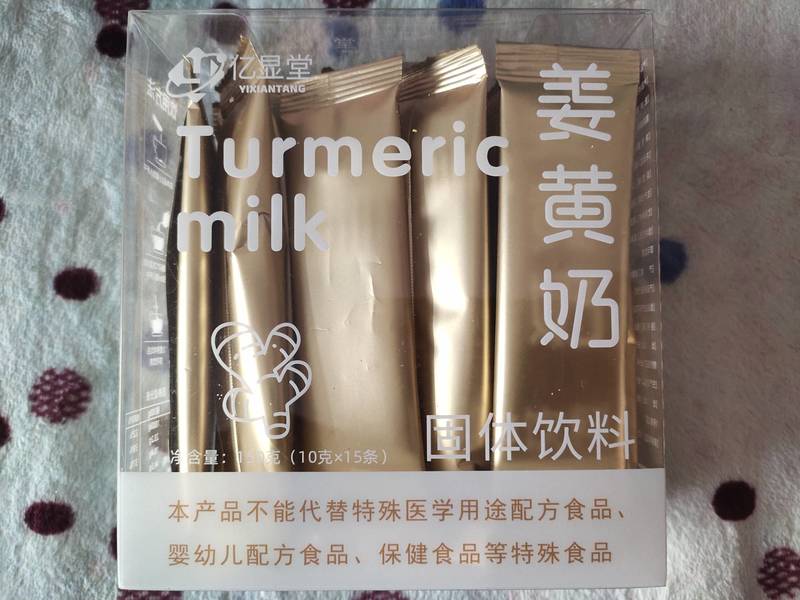 亿显堂
YIXIANTANG
Turmeric
milk
姜黄奶
固体饮料
净含量：150克（10克×15条）
本产品不能代替特殊医学用途配方食品、
婴幼儿配方食品、保健食品等特殊食品